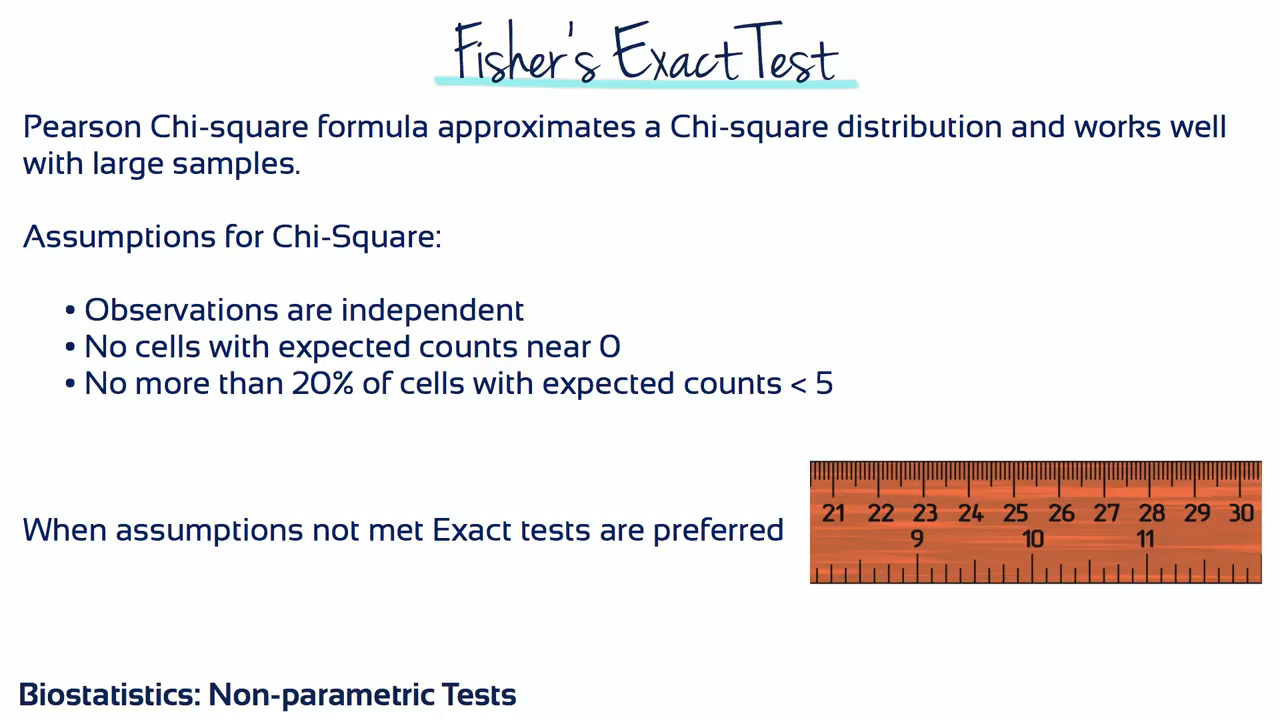 Fisher's Exact Test
Pearson Chi-square formula approximates a Chi-square distribution and works well
with large samples.
Assumptions for Chi-Square:
• Observations are independent
• No cells with expected counts near 0
• No more than 20% of cells with expected counts < 5
When assumptions not met Exact tests are preferred
21 22 23 24 25 26 27 28 29 30
9 10 11
Biostatistics: Non-parametric Tests